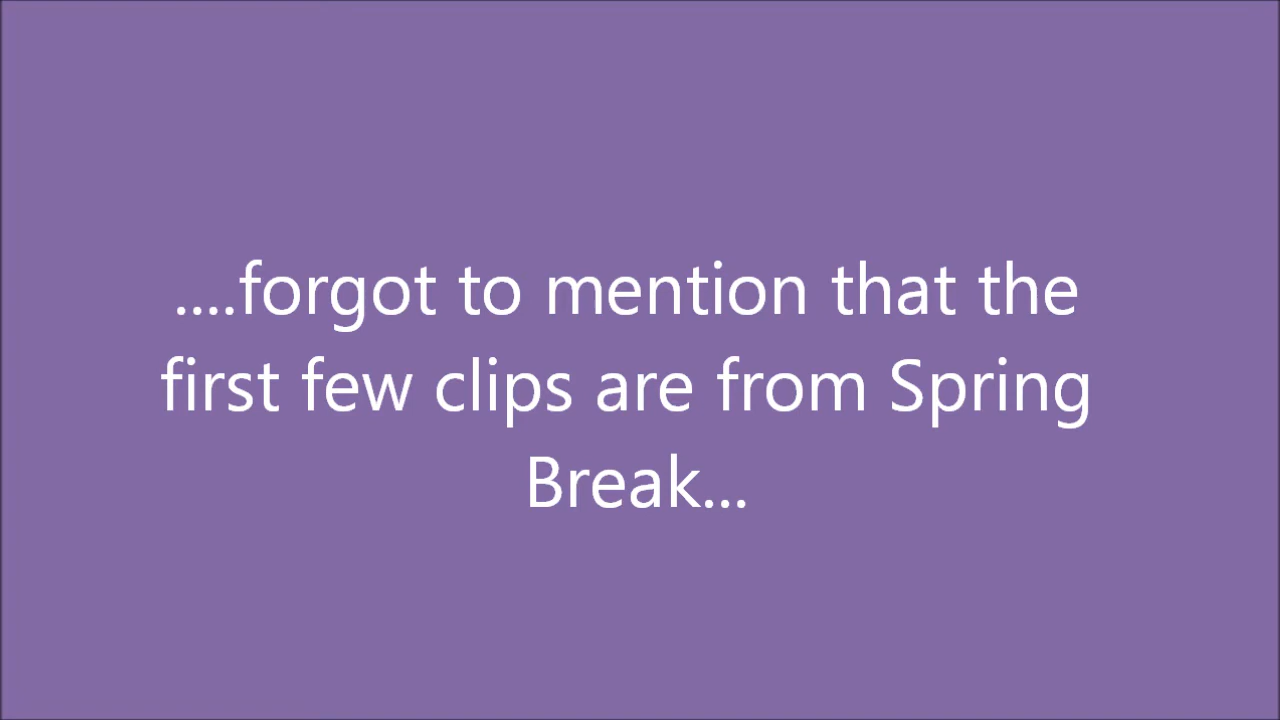 ....forgot to mention that the
first few clips are from Spring
Break...